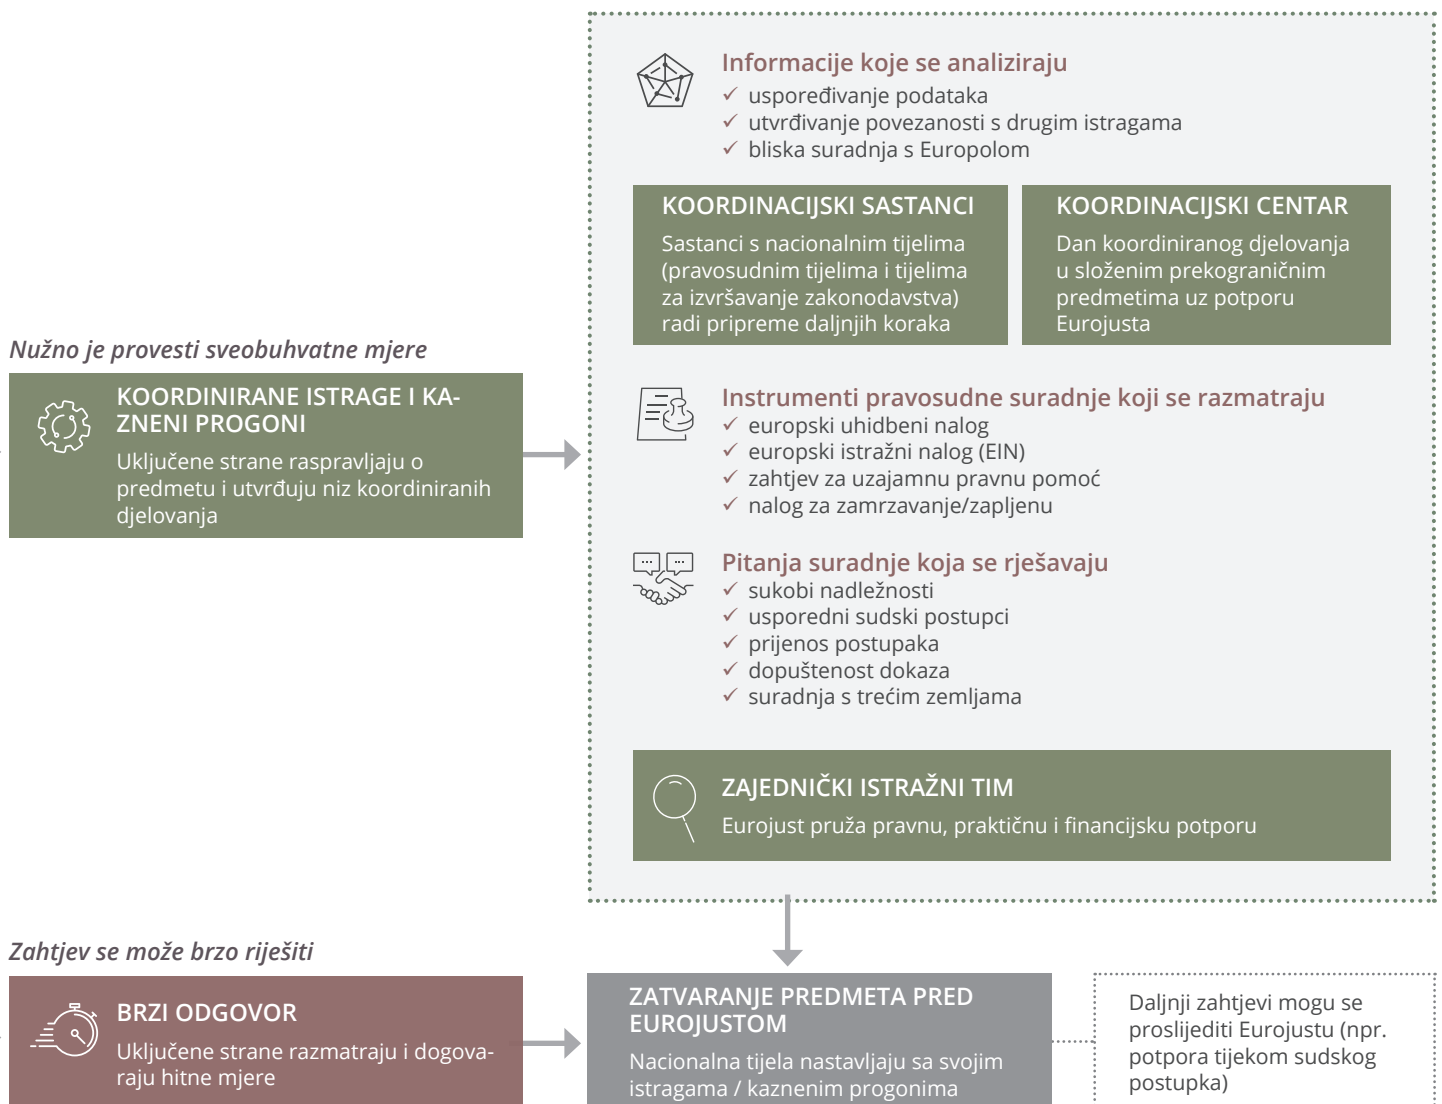 Informacije koje se analiziraju
✓ uspoređivanje podataka
✓ utvrđivanje povezanosti s drugim istragama
✓ bliska suradnja s Europolom
KOORDINACIJSKI SASTANCI
Sastanci s nacionalnim tijelima
(pravosudnim tijelima i tijelima
za izvršavanje zakonodavstva)
radi pripreme daljnjih koraka
KOORDINACIJSKI CENTAR
Dan koordiniranog djelovanja
u složenim prekograničnim
predmetima uz potporu
Eurojusta
Nužno je provesti sveobuhvatne mjere
KOORDINIRANE ISTRAGE I KA-
ZNENI PROGONI
Uključene strane raspravljaju o
predmetu i utvrđuju niz koordiniranih
djelovanja
Instrumenti pravosudne suradnje koji se razmatraju
✓ europski uhidbeni nalog
✓ europski istražni nalog (EIN)
✓ zahtjev za uzajamnu pravnu pomoć
✓ nalog za zamrzavanje/zapljenu
Pitanja suradnje koja se rješavaju
✓ sukobi nadležnosti
✓ usporedni sudski postupci
✓ prijenos postupaka
✓ dopuštenost dokaza
✓ suradnja s trećim zemljama
ZAJEDNIČKI ISTRAŽNI TIM
Eurojust pruža pravnu, praktičnu i financijsku potporu
Zahtjev se može brzo riješiti
BRZI ODGOVOR
Uključene strane razmatraju i dogova-
raju hitne mjere
ZATVARANJE PREDMETA PRED
EUROJUSTOM
Nacionalna tijela nastavljaju sa svojim
istragama / kaznenim progonima
Daljnji zahtjevi mogu se
proslijediti Eurojustu (npr.
potpora tijekom sudskog
postupka)